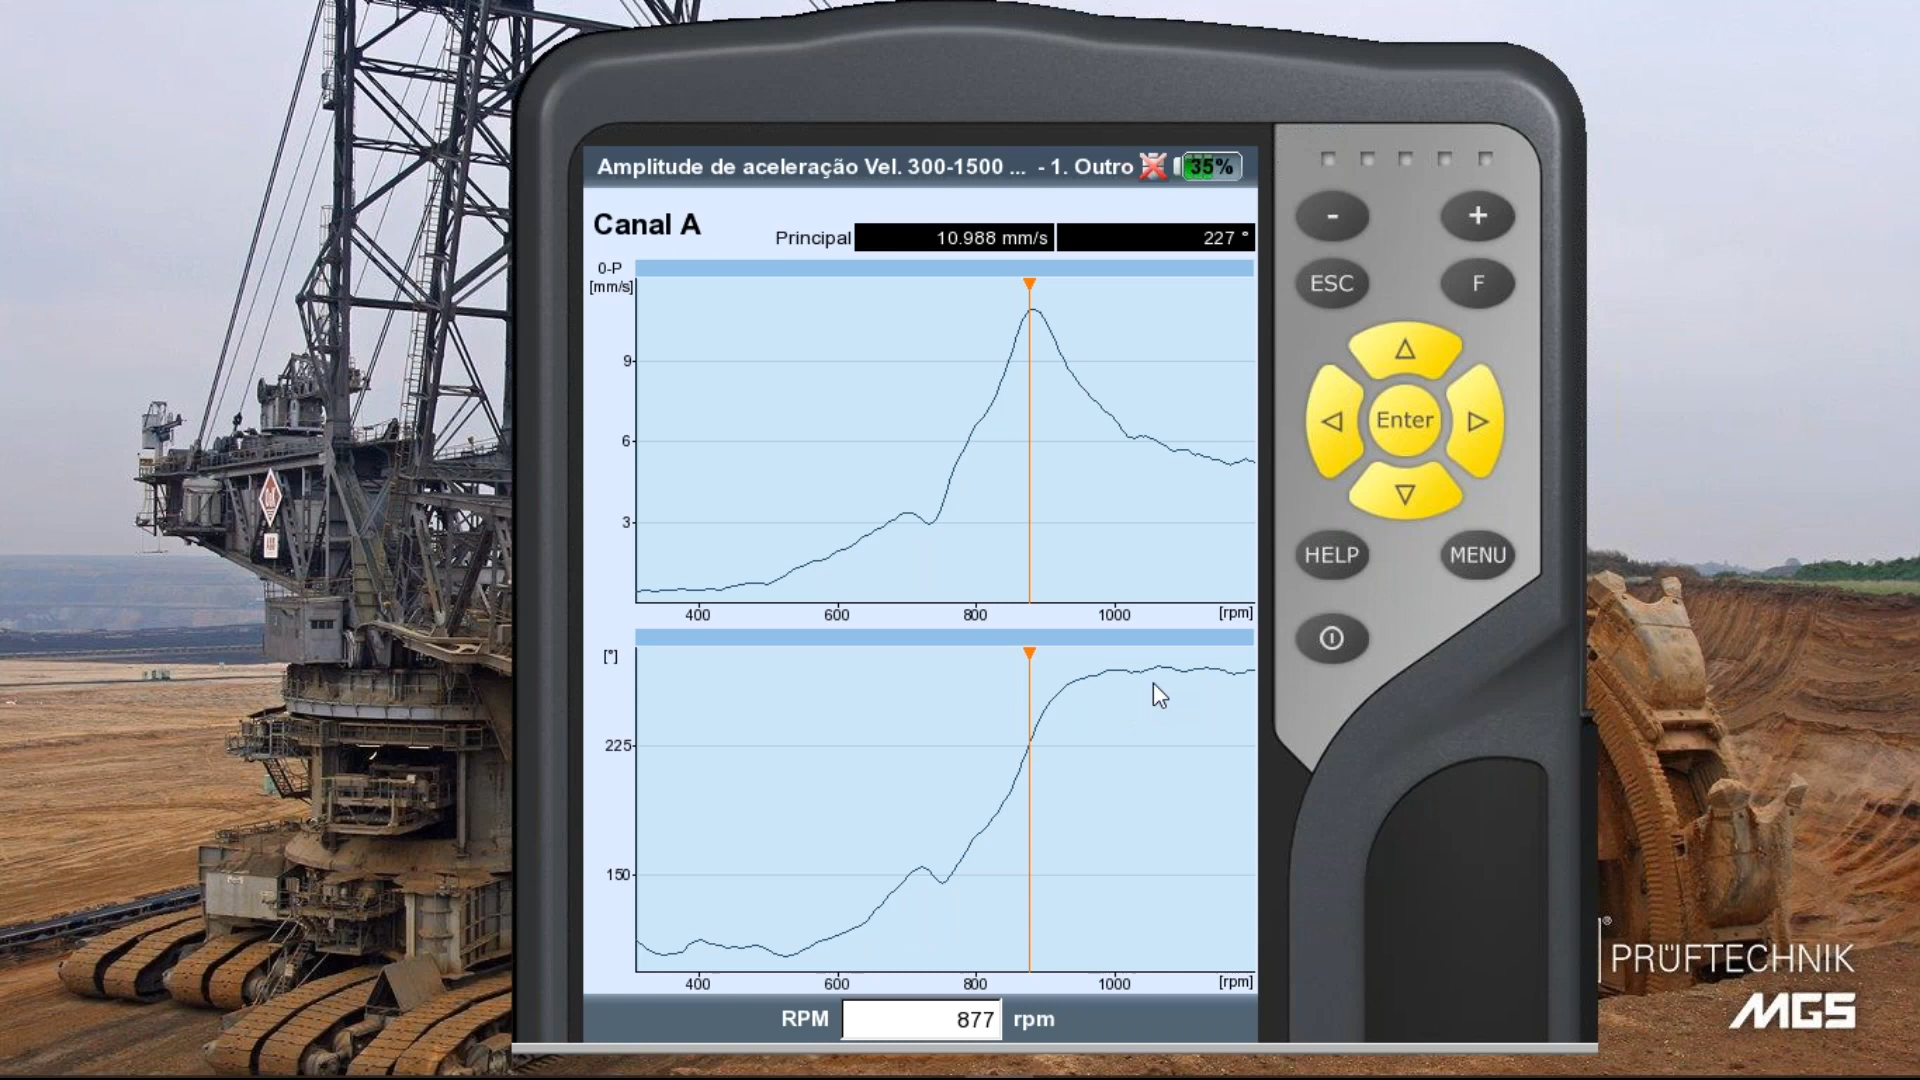 Amplitude de aceleração Vel. 300-1500 ... - 1. Outro 35%
Canal A
Principal 10.988 mm/s 227 °
0-P
[mm/s]
9
6
3
400 600 800 1000 [rpm]
[°]
225
150
400 600 800 1000 [rpm]
RPM 877 rpm
- +
ESC F
Enter
HELP MENU
® PRÜFTECHNIK
MGS